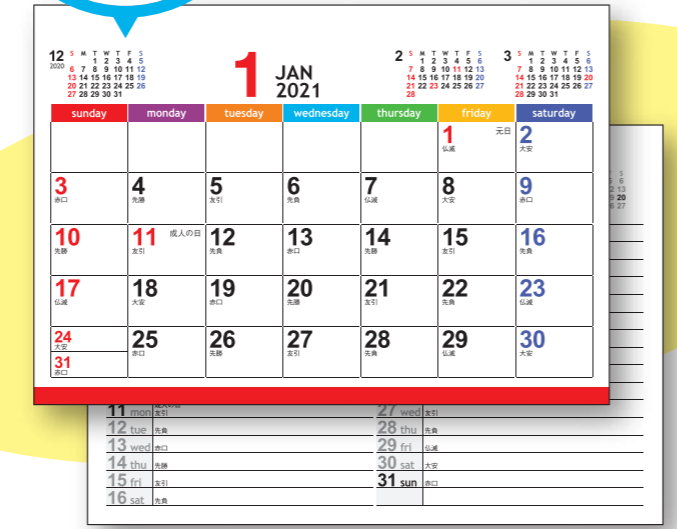 12 2020
S M T W T F S
1 2 3 4 5
6 7 8 9 10 11 12
13 14 15 16 17 18 19
20 21 22 23 24 25 26
27 28 29 30 31
1 JAN
2021
2
S M T W T F S
1 2 3 4 5 6
7 8 9 10 11 12 13
14 15 16 17 18 19 20
21 22 23 24 25 26 27
28
3
S M T W T F S
1 2 3 4 5 6
7 8 9 10 11 12 13
14 15 16 17 18 19 20
21 22 23 24 25 26 27
28 29 30 31
sunday monday tuesday wednesday thursday friday saturday
1 元日 2
仏滅 大安
3 4 5 6 7 8 9
赤口 先勝 友引 先負 仏滅 大安 赤口
10 11 成人の日 12 13 14 15 16
先勝 友引 先負 赤口 先勝 友引 先負
17 18 19 20 21 22 23
仏滅 大安 赤口 先勝 友引 先負 仏滅
24 25 26 27 28 29 30
大安 赤口 先勝 友引 先負 仏滅 大安
31
赤口
S
6
13
20
27
11 mon 成人の日 友引 27 wed 友引
12 tue 先負 28 thu 先負
13 wed 赤口 29 fri 仏滅
14 thu 先勝 30 sat 大安
15 fri 友引 31 sun 赤口
16 sat 先負